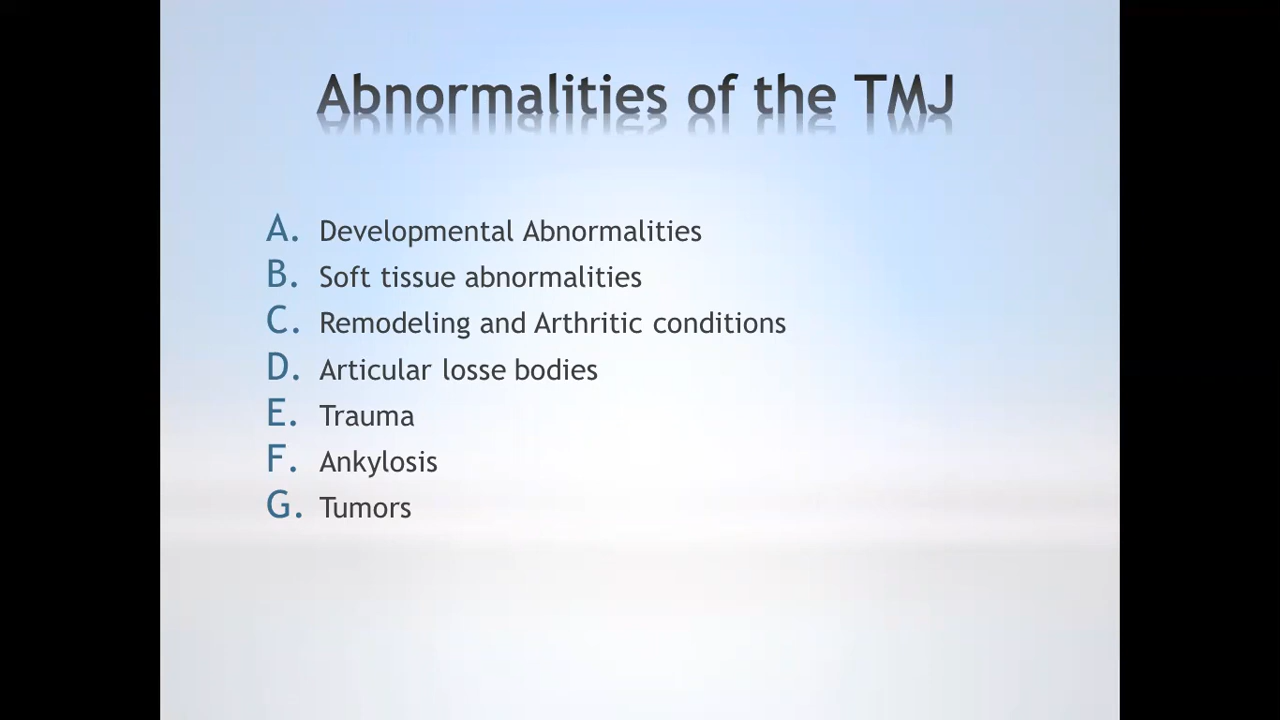 Abnormalities of the TMJ
A. Developmental Abnormalities
B. Soft tissue abnormalities
C. Remodeling and Arthritic conditions
D. Articular losse bodies
E. Trauma
F. Ankylosis
G. Tumors